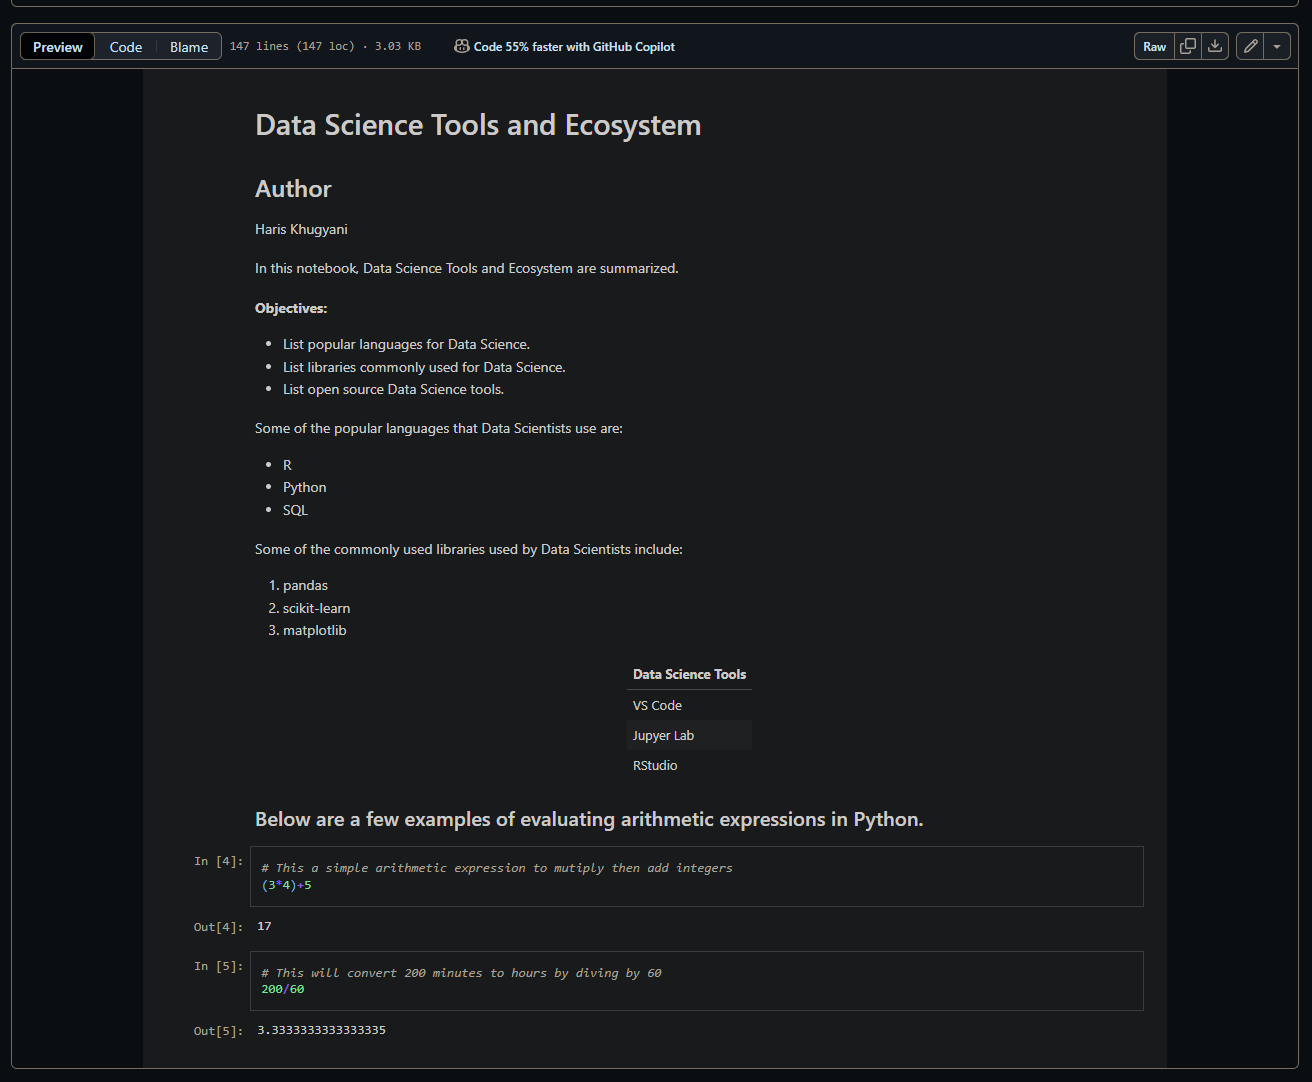 Preview Code Blame 147 lines (147 loc) · 3.03 KB Code 55% faster with GitHub Copilot Raw
Data Science Tools and Ecosystem
Author
Haris Khugyani
In this notebook, Data Science Tools and Ecosystem are summarized.
Objectives:
• List popular languages for Data Science.
• List libraries commonly used for Data Science.
• List open source Data Science tools.
Some of the popular languages that Data Scientists use are:
• R
• Python
• SQL
Some of the commonly used libraries used by Data Scientists include:
1. pandas
2. scikit-learn
3. matplotlib
Data Science Tools
VS Code
Jupyer Lab
RStudio
Below are a few examples of evaluating arithmetic expressions in Python.
In [4]: # This a simple arithmetic expression to mutiply then add integers
(3*4)+5
Out[4]: 17
In [5]: # This will convert 200 minutes to hours by diving by 60
200/60
Out[5]: 3.3333333333333335